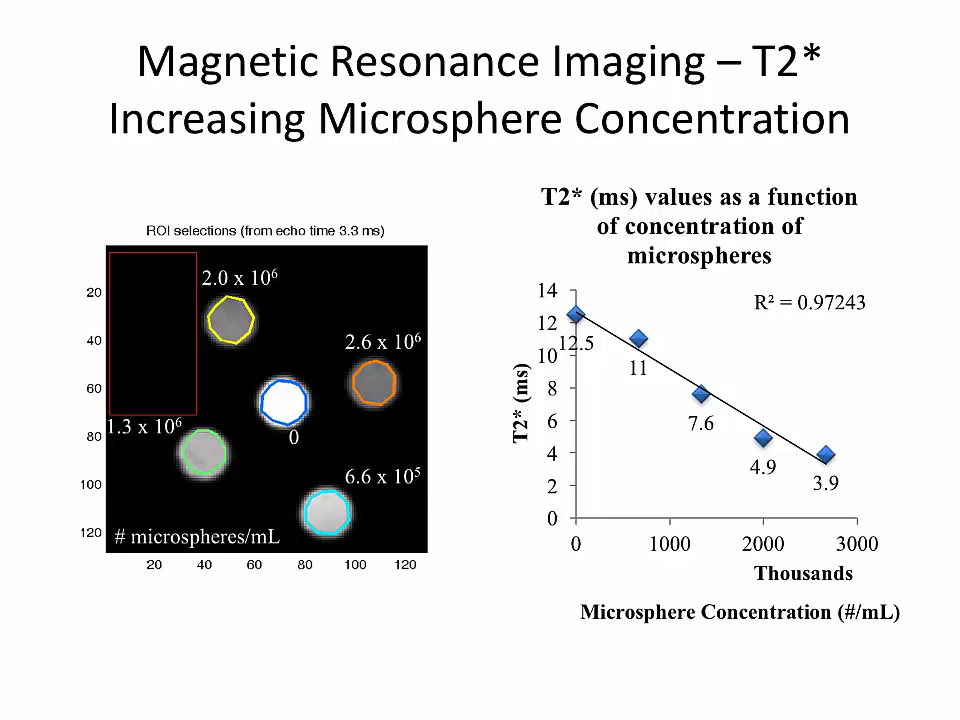 Magnetic Resonance Imaging – T2*
Increasing Microsphere Concentration
ROI selections (from echo time 3.3 ms)
20
40
60
80
100
120
2.0 x 10⁶
2.6 x 10⁶
1.3 x 10⁶
0
6.6 x 10⁵
# microspheres/mL
20 40 60 80 100 120
T2* (ms) values as a function
of concentration of
microspheres
R² = 0.97243
T2* (ms)
14
12
10
8
6
4
2
0
12.5
11
7.6
4.9
3.9
0 1000 2000 3000
Thousands
Microsphere Concentration (#/mL)